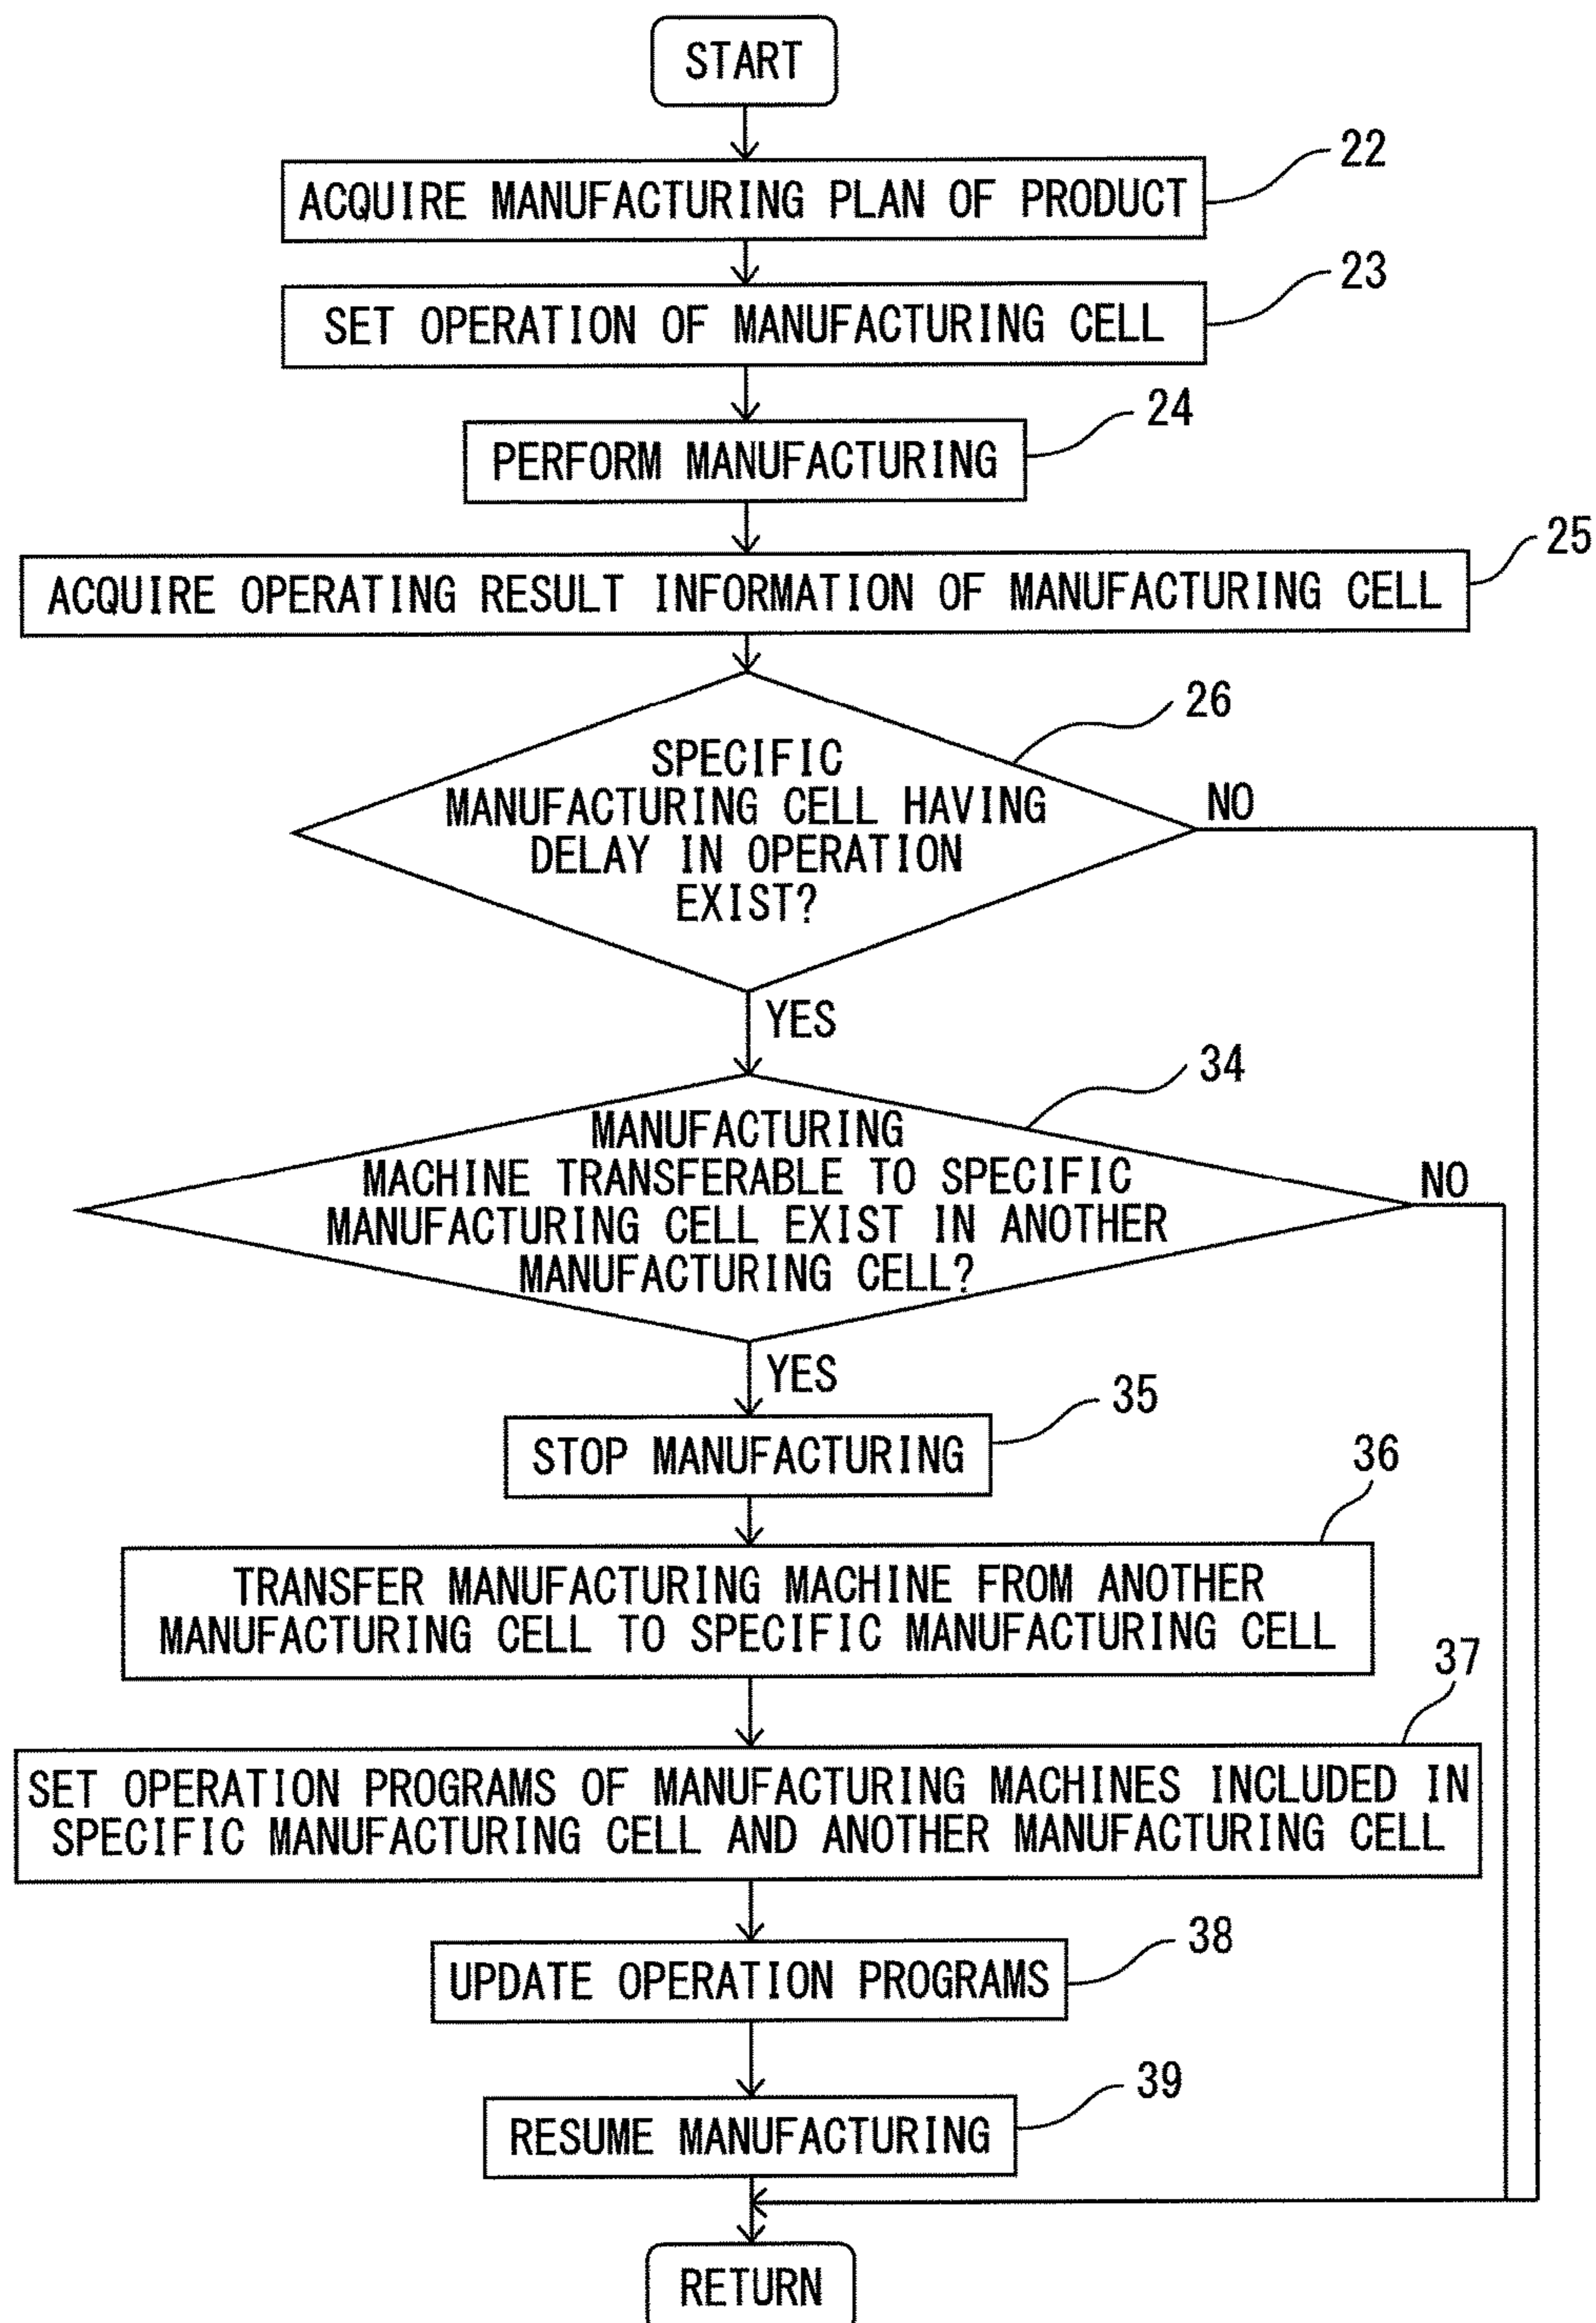 START
22
ACQUIRE MANUFACTURING PLAN OF PRODUCT
23
SET OPERATION OF MANUFACTURING CELL
24
PERFORM MANUFACTURING
25
ACQUIRE OPERATING RESULT INFORMATION OF MANUFACTURING CELL
26
SPECIFIC
MANUFACTURING CELL HAVING
DELAY IN OPERATION
EXIST?
NO
YES
34
MANUFACTURING
MACHINE TRANSFERABLE TO SPECIFIC
MANUFACTURING CELL EXIST IN ANOTHER
MANUFACTURING CELL?
NO
YES
35
STOP MANUFACTURING
36
TRANSFER MANUFACTURING MACHINE FROM ANOTHER
MANUFACTURING CELL TO SPECIFIC MANUFACTURING CELL
37
SET OPERATION PROGRAMS OF MANUFACTURING MACHINES INCLUDED IN
SPECIFIC MANUFACTURING CELL AND ANOTHER MANUFACTURING CELL
38
UPDATE OPERATION PROGRAMS
39
RESUME MANUFACTURING
RETURN